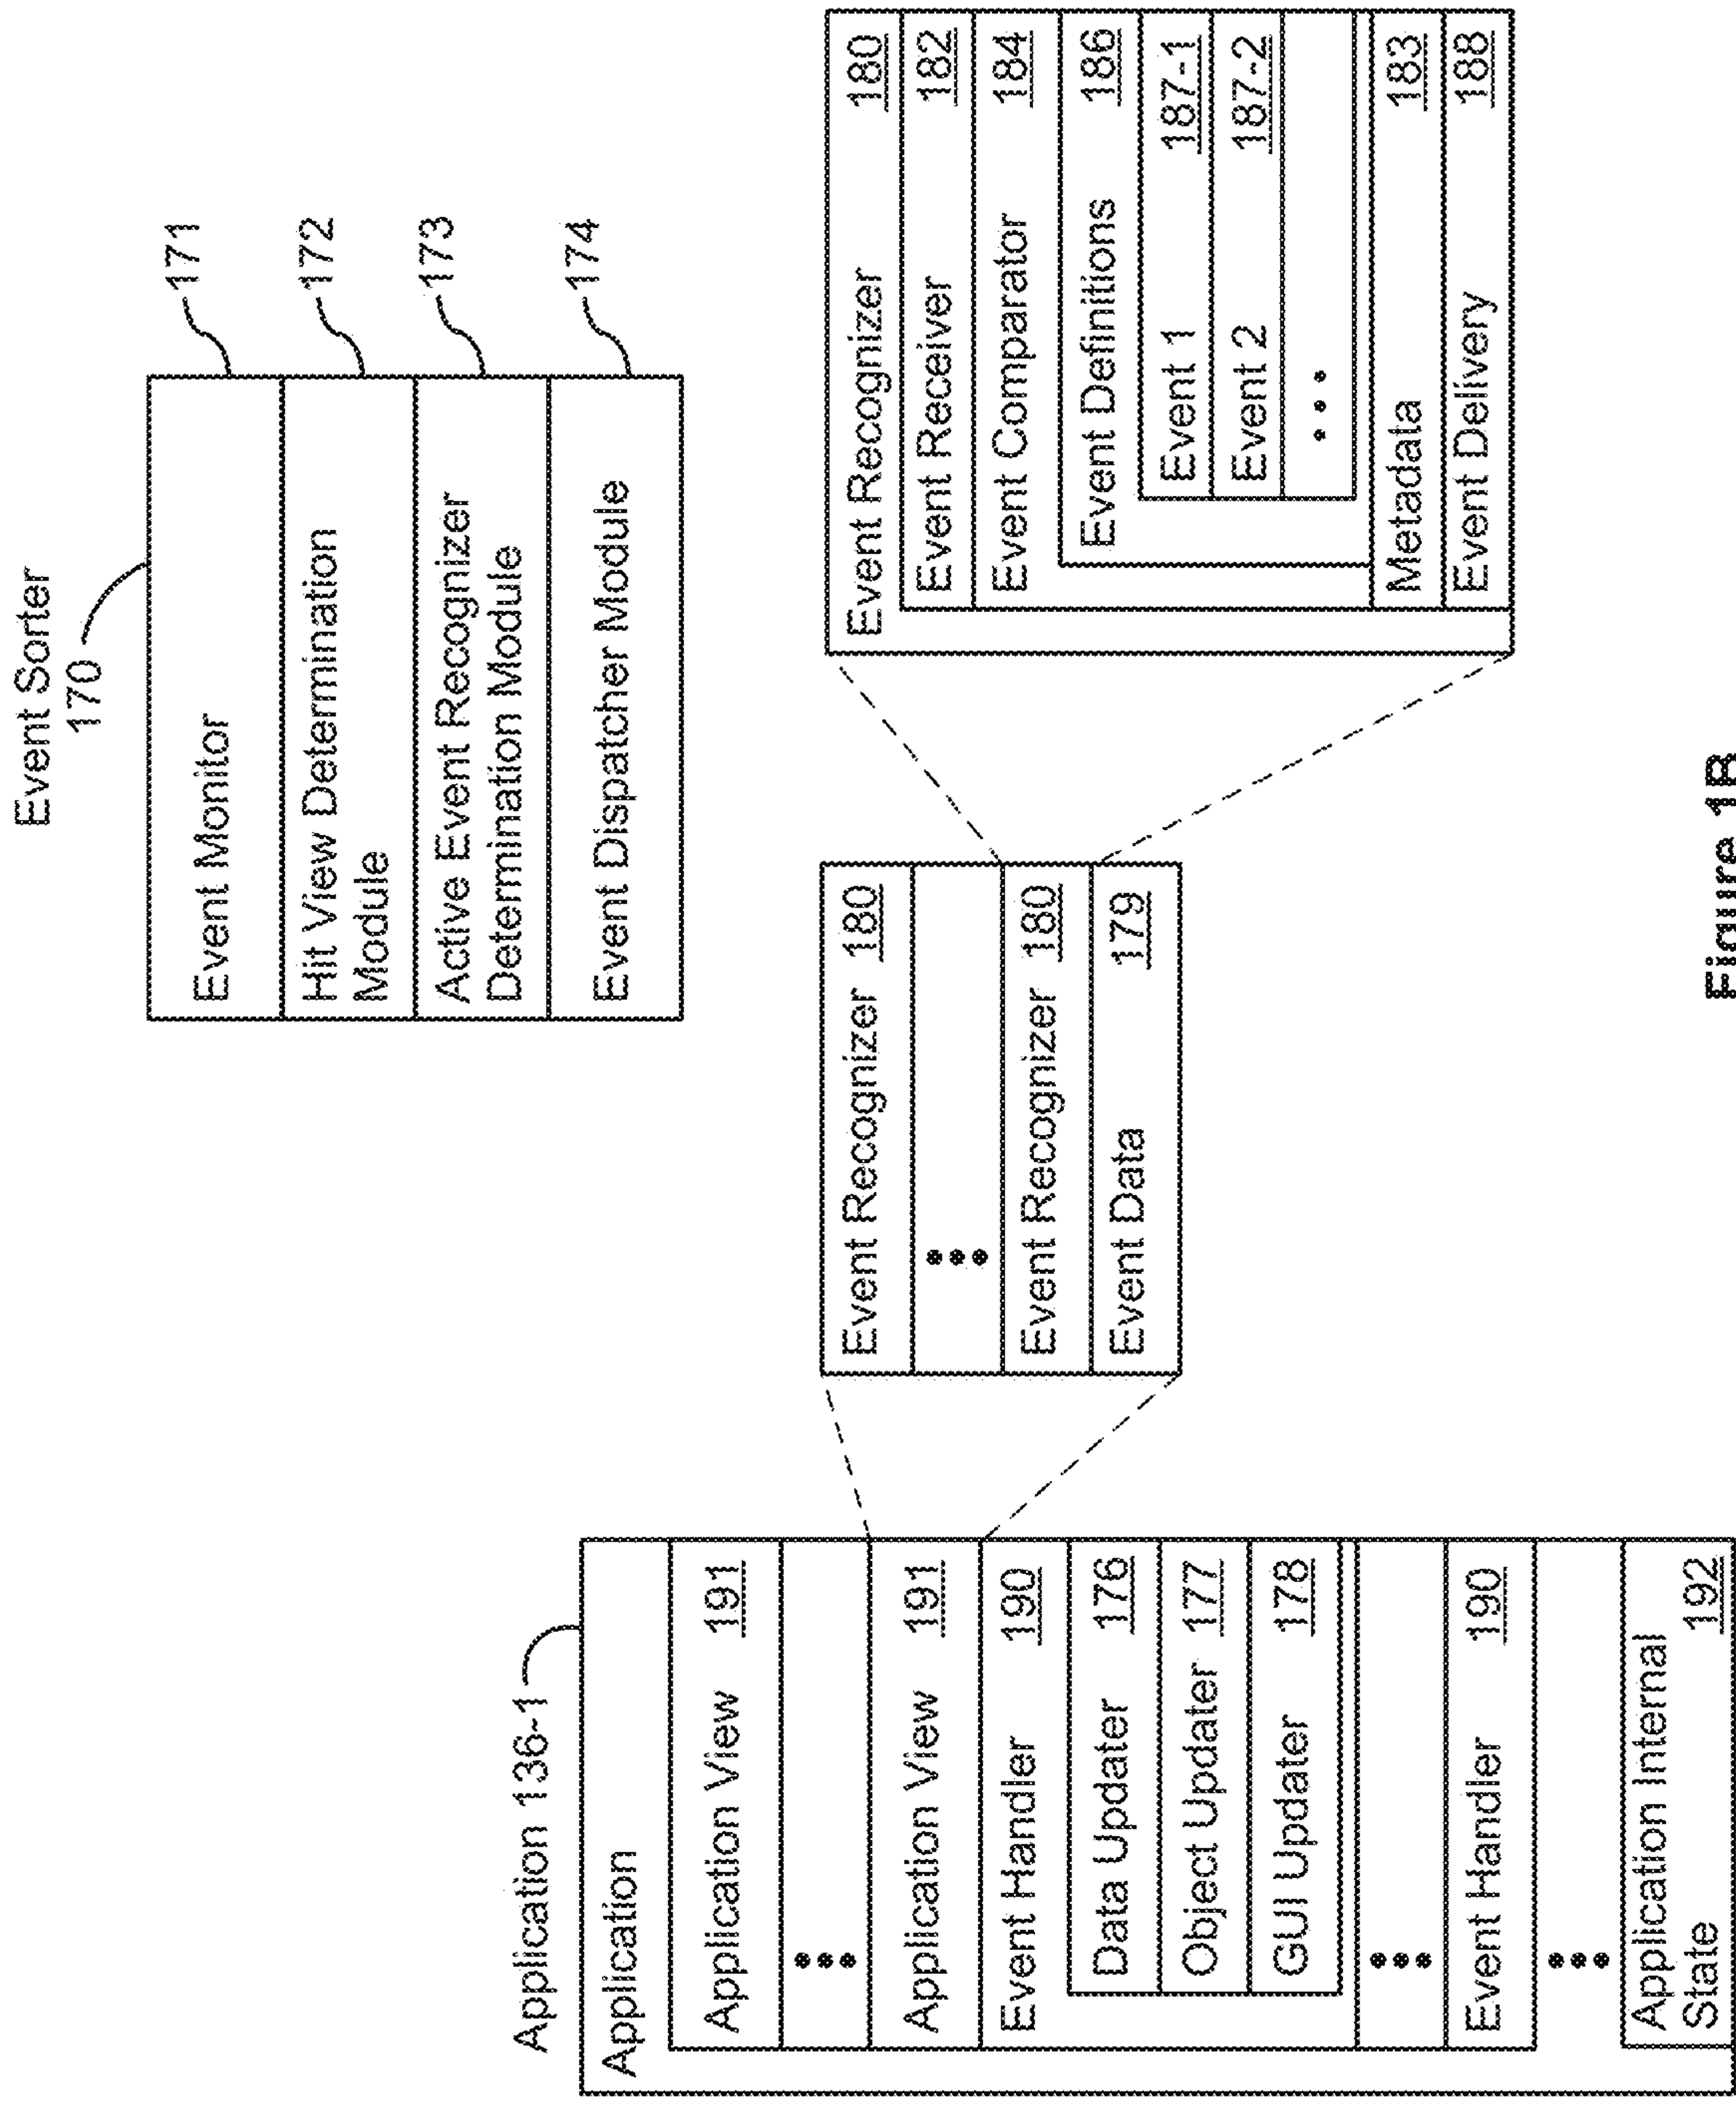 Event Sorter
170
Event Monitor
171
Hit View Determination
Module
172
Active Event Recognizer
Determination Module
173
Event Dispatcher Module
174
Application 136-1
Application
Application View 191
Application View 191
Event Handler 190
Data Updater 176
Object Updater 177
GUI Updater 178
Event Handler 190
Application Internal
State 192
Event Recognizer 180
Event Recognizer 180
Event Data 179
Event Recognizer 180
Event Receiver 182
Event Comparator 184
Event Definitions 186
Event 1 187-1
Event 2 187-2
Metadata 183
Event Delivery 188
Figure 1B